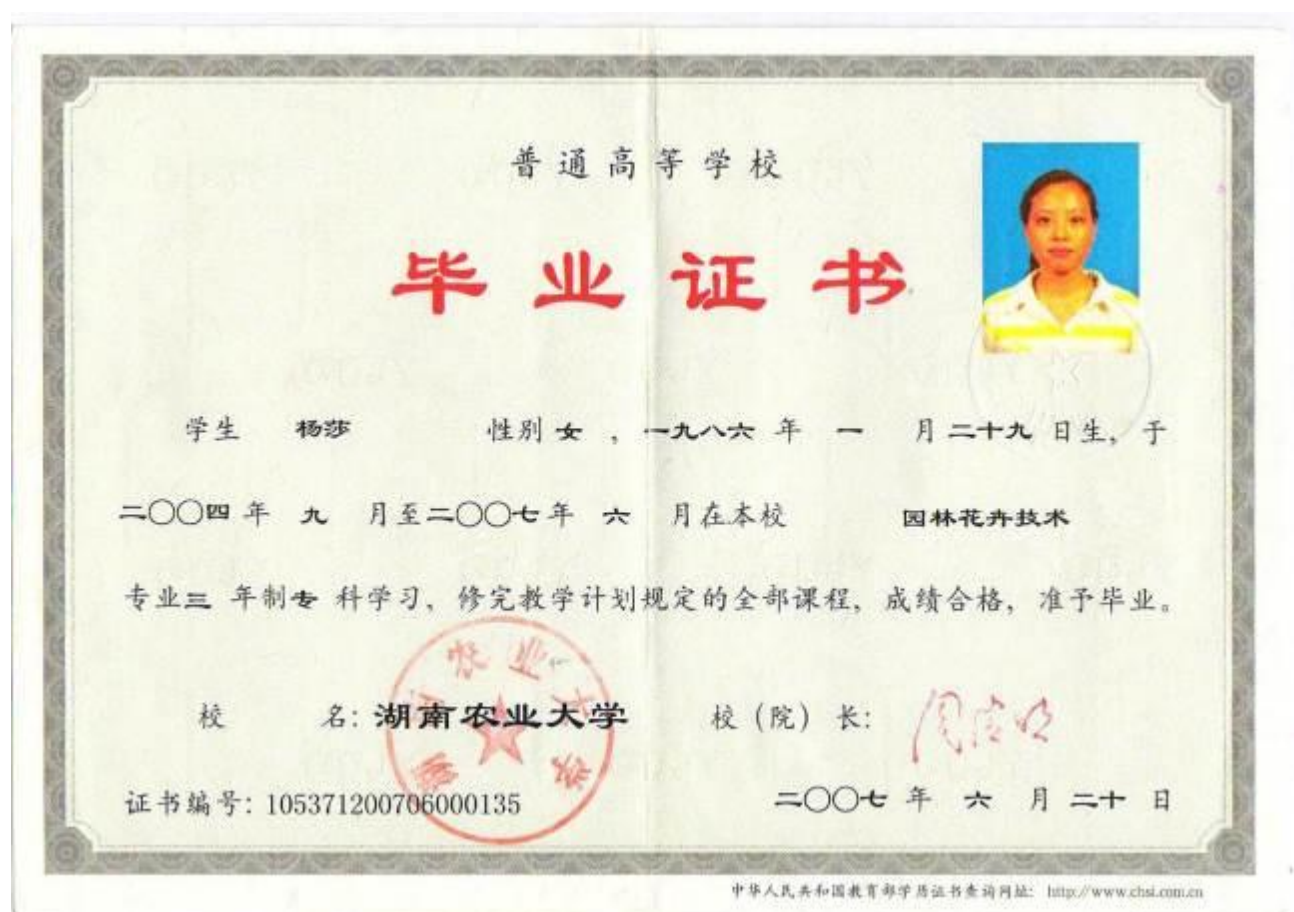 普通高等学校
毕业证书
学生 杨莎 性别 女 ，一九八六 年 一 月 二十九 日生，于
二〇〇四 年 九 月至 二〇〇七 年 六 月在本校 园林花卉技术
专业 三 年制 专 科学习，修完教学计划规定的全部课程，成绩合格，准予毕业。
校 名：湖南农业大学 校（院）长：
证书编号：105371200706000135 二〇〇七 年 六 月 二十 日
湖南农业大学
中华人民共和国教育部学历证书查询网址：http://www.chsi.com.cn